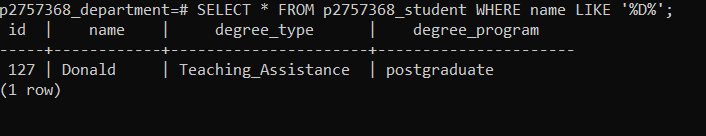 p2757368_department=# SELECT * FROM p2757368_student WHERE name LIKE '%D%';
 id  |    name    |     degree_type     |    degree_program
-----+------------+---------------------+---------------------
 127 | Donald     | Teaching_Assistance | postgraduate
(1 row)